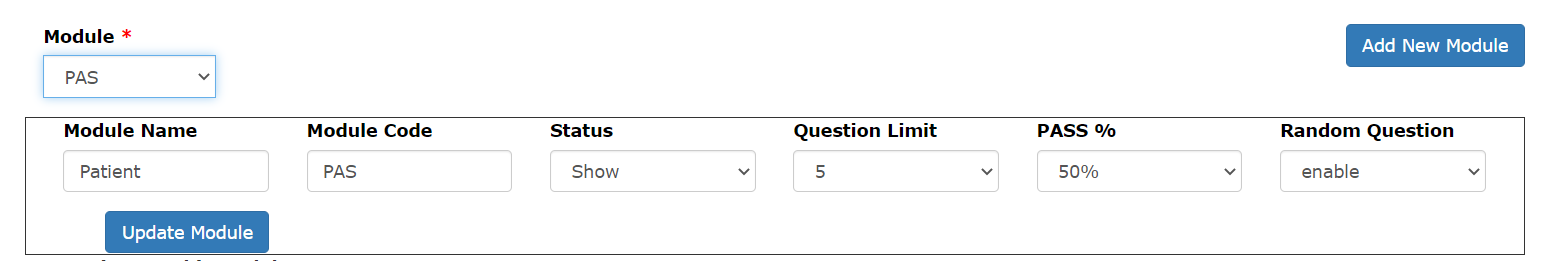 Module *
Add New Module
PAS
Module Name Module Code Status Question Limit PASS % Random Question
Patient PAS Show 5 50% enable
Update Module